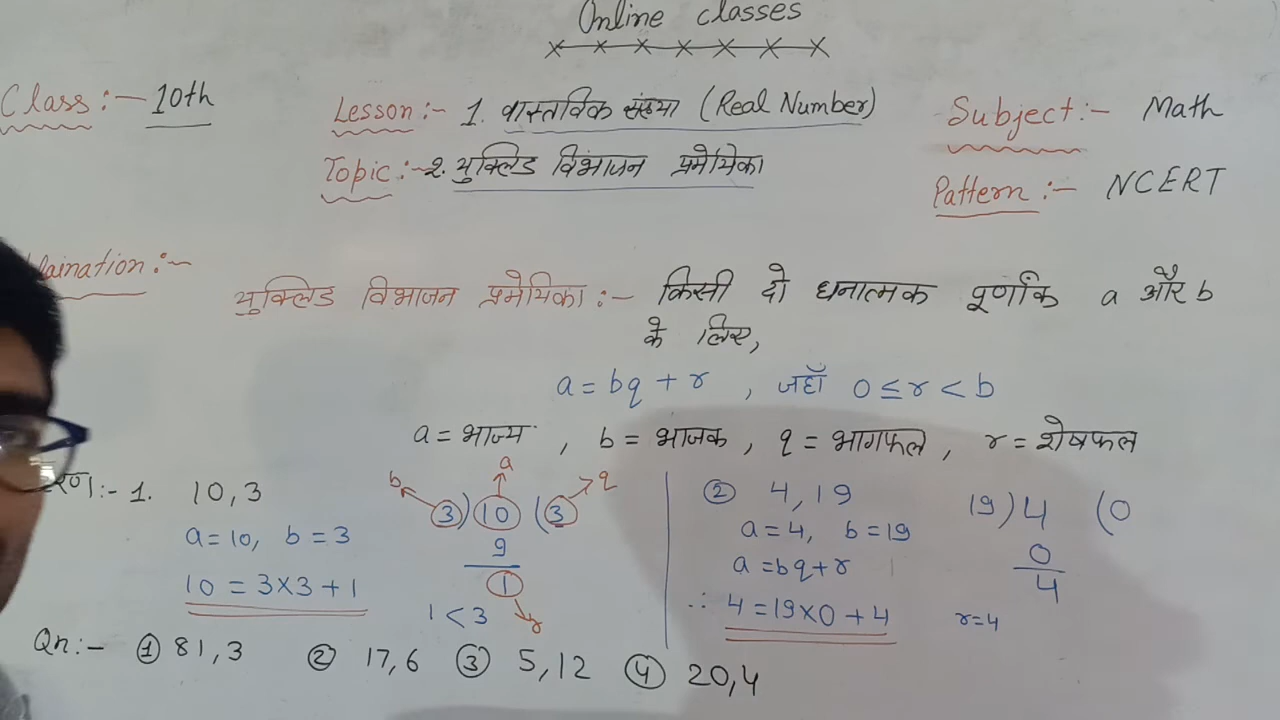 Online classes
Class:- 10th
Lesson:- 1. वास्तविक संख्या (Real Number)
Subject:- Math
Topic:- 2. युक्लिड विभाजन प्रमेयिका
Pattern:- NCERT
युक्लिड विभाजन प्रमेयिका :- किसी दो धनात्मक पूर्णांक a और b
के लिए,
a = bq + r , जहाँ 0 ≤ r < b
a = भाज्य , b = भाजक, q = भागफल, r = शेषफल
1. 10, 3
a = 10, b = 3
10 = 3×3 + 1
b a q
3) 10 (3
9
1
1 < 3 r
② 4, 19
a = 4, b = 19
a = bq + r
∴ 4 = 19×0 + 4
19) 4 (0
0
4
r = 4
Qn:- ① 81, 3 ② 17, 6 ③ 5, 12 ④ 20, 4